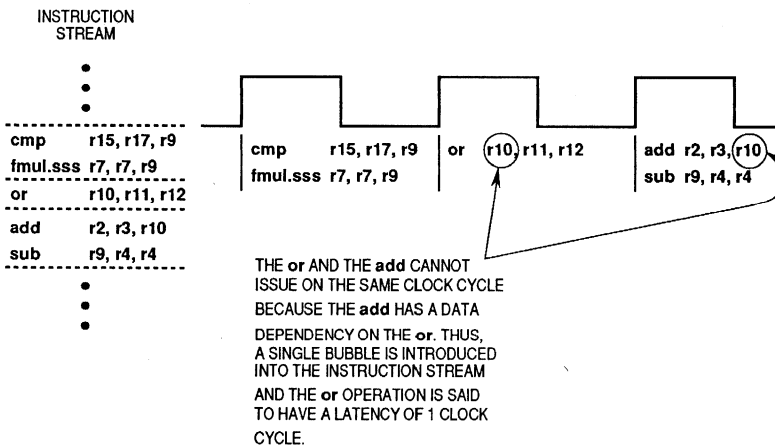 INSTRUCTION
STREAM
cmp r15, r17, r9
fmul.sss r7, r7, r9
or r10, r11, r12
add r2, r3, r10
sub r9, r4, r4
cmp r15, r17, r9
fmul.sss r7, r7, r9
or r10, r11, r12
add r2, r3, r10
sub r9, r4, r4
THE or AND THE add CANNOT
ISSUE ON THE SAME CLOCK CYCLE
BECAUSE THE add HAS A DATA
DEPENDENCY ON THE or. THUS,
A SINGLE BUBBLE IS INTRODUCED
INTO THE INSTRUCTION STREAM
AND THE or OPERATION IS SAID
TO HAVE A LATENCY OF 1 CLOCK
CYCLE.